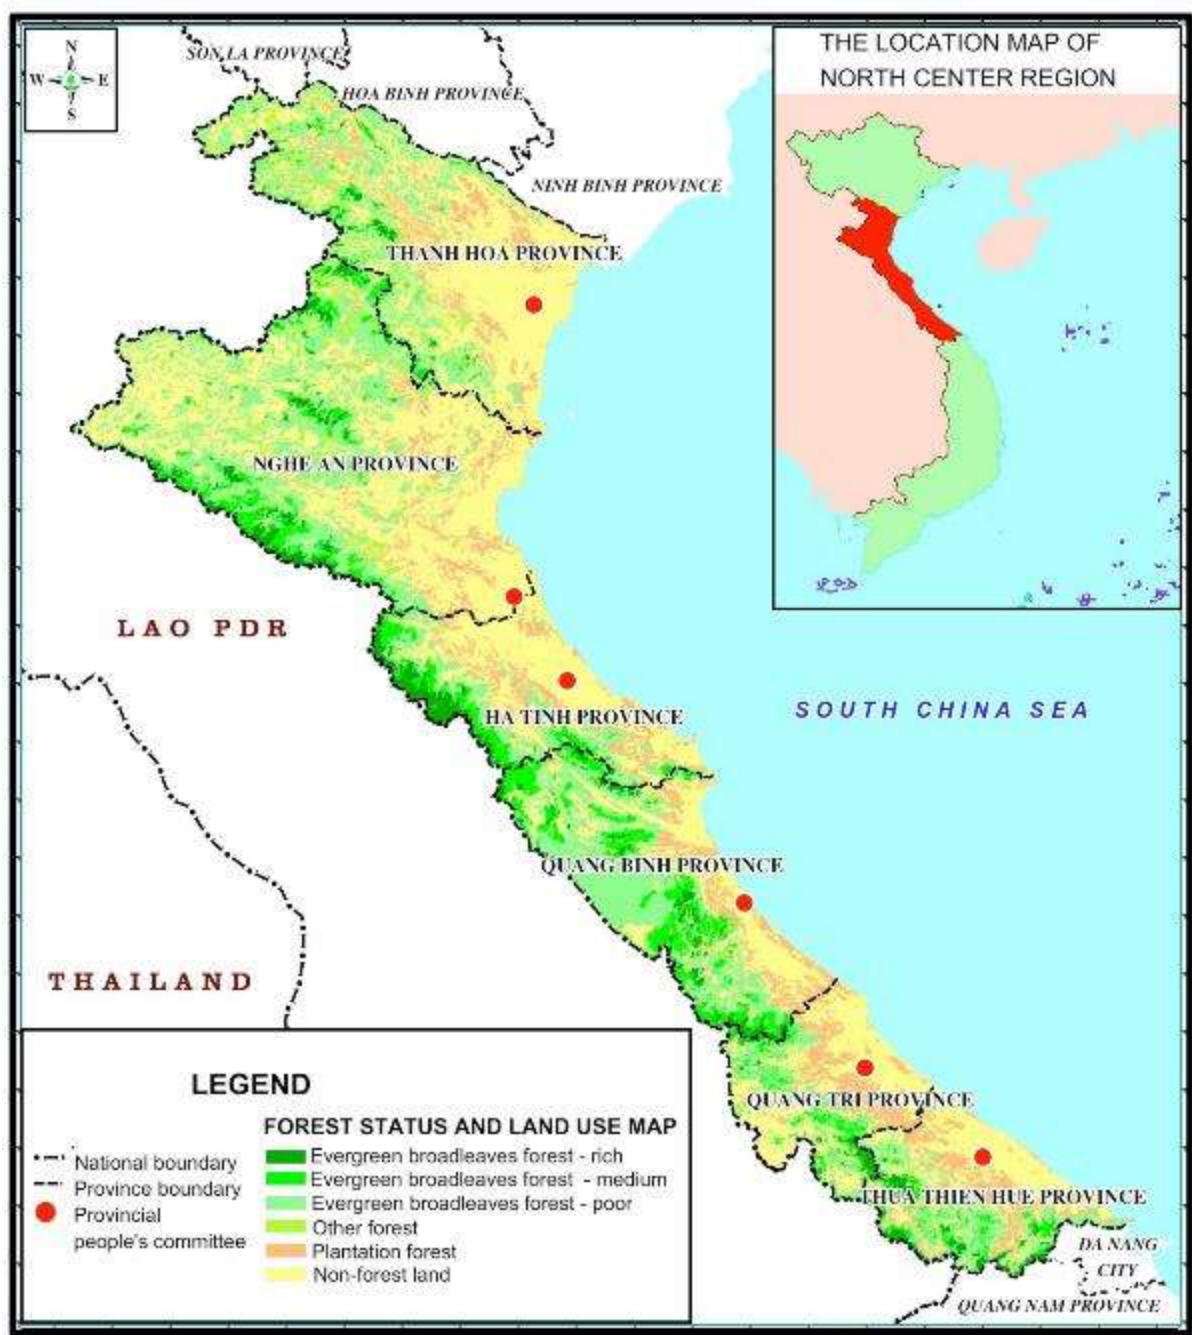 N
W E
S
SON LA PROVINCE
HOA BINH PROVINCE
NINH BINH PROVINCE
THE LOCATION MAP OF
NORTH CENTER REGION
THANH HOA PROVINCE
NGHE AN PROVINCE
LAO PDR
HA TINH PROVINCE
SOUTH CHINA SEA
QUANG BINH PROVINCE
THAILAND
QUANG TRI PROVINCE
THUA THIEN HUE PROVINCE
DA NANG
CITY
QUANG NAM PROVINCE
LEGEND
National boundary
Province boundary
Provincial
people's committee
FOREST STATUS AND LAND USE MAP
Evergreen broadleaves forest - rich
Evergreen broadleaves forest - medium
Evergreen broadleaves forest - poor
Other forest
Plantation forest
Non-forest land